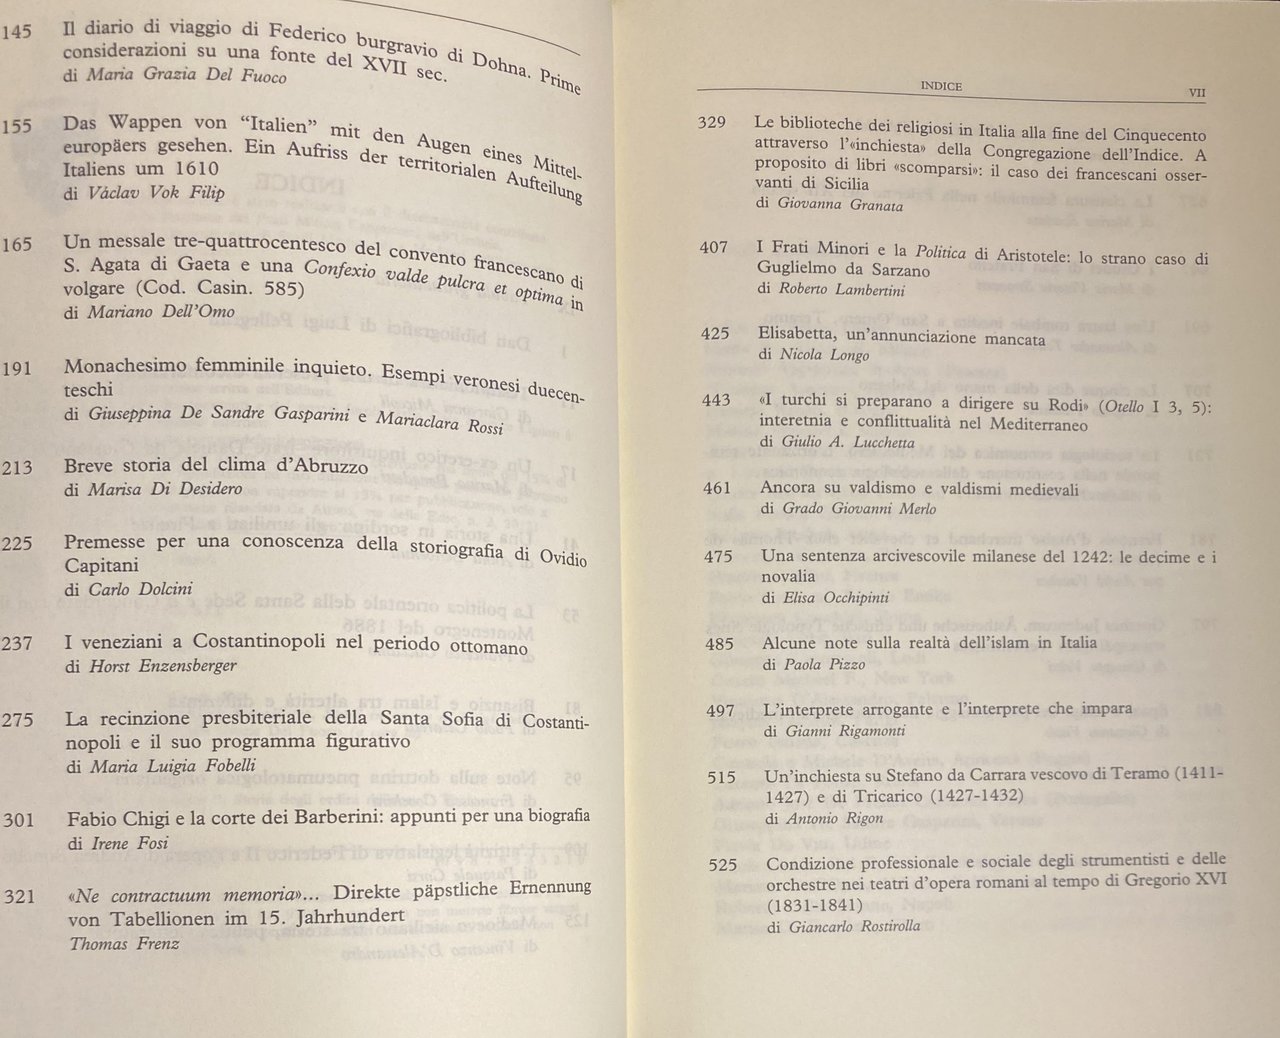 145 Il diario di viaggio di Federico burgravio di Dohna. Prime
considerazioni su una fonte del XVII sec.
di Maria Grazia Del Fuoco
155 Das Wappen von “Italien” mit den Augen eines Mittel-
europäers gesehen. Ein Aufriss der territorialen Aufteilung
Italiens um 1610
di Václav Vok Filip
165 Un messale tre-quattrocentesco del convento francescano di
S. Agata di Gaeta e una Confexio valde pulcra et optima in
volgare (Cod. Casin. 585)
di Mariano Dell’Omo
191 Monachesimo femminile inquieto. Esempi veronesi duecen-
teschi
di Giuseppina De Sandre Gasparini e Mariaclara Rossi
213 Breve storia del clima d’Abruzzo
di Marisa Di Desidero
225 Premesse per una conoscenza della storiografia di Ovidio
Capitani
di Carlo Dolcini
237 I veneziani a Costantinopoli nel periodo ottomano
di Horst Enzensberger
275 La recinzione presbiteriale della Santa Sofia di Costanti-
nopoli e il suo programma figurativo
di Maria Luigia Fobelli
301 Fabio Chigi e la corte dei Barberini: appunti per una biografia
di Irene Fosi
321 «Ne contractuum memoria»... Direkte päpstliche Ernennung
von Tabellionen im 15. Jahrhundert
Thomas Frenz
INDICE VII
329 Le biblioteche dei religiosi in Italia alla fine del Cinquecento
attraverso l’«inchiesta» della Congregazione dell’Indice. A
proposito di libri «scomparsi»: il caso dei francescani osser-
vanti di Sicilia
di Giovanna Granata
407 I Frati Minori e la Politica di Aristotele: lo strano caso di
Guglielmo da Sarzano
di Roberto Lambertini
425 Elisabetta, un’annunciazione mancata
di Nicola Longo
443 «I turchi si preparano a dirigere su Rodi» (Otello I 3, 5):
interetnia e conflittualità nel Mediterraneo
di Giulio A. Lucchetta
461 Ancora su valdismo e valdismi medievali
di Grado Giovanni Merlo
475 Una sentenza arcivescovile milanese del 1242: le decime e i
novalia
di Elisa Occhipinti
485 Alcune note sulla realtà dell’islam in Italia
di Paola Pizzo
497 L’interprete arrogante e l’interprete che impara
di Gianni Rigamonti
515 Un’inchiesta su Stefano da Carrara vescovo di Teramo (1411-
1427) e di Tricarico (1427-1432)
di Antonio Rigon
525 Condizione professionale e sociale degli strumentisti e delle
orchestre nei teatri d’opera romani al tempo di Gregorio XVI
(1831-1841)
di Giancarlo Rostirolla